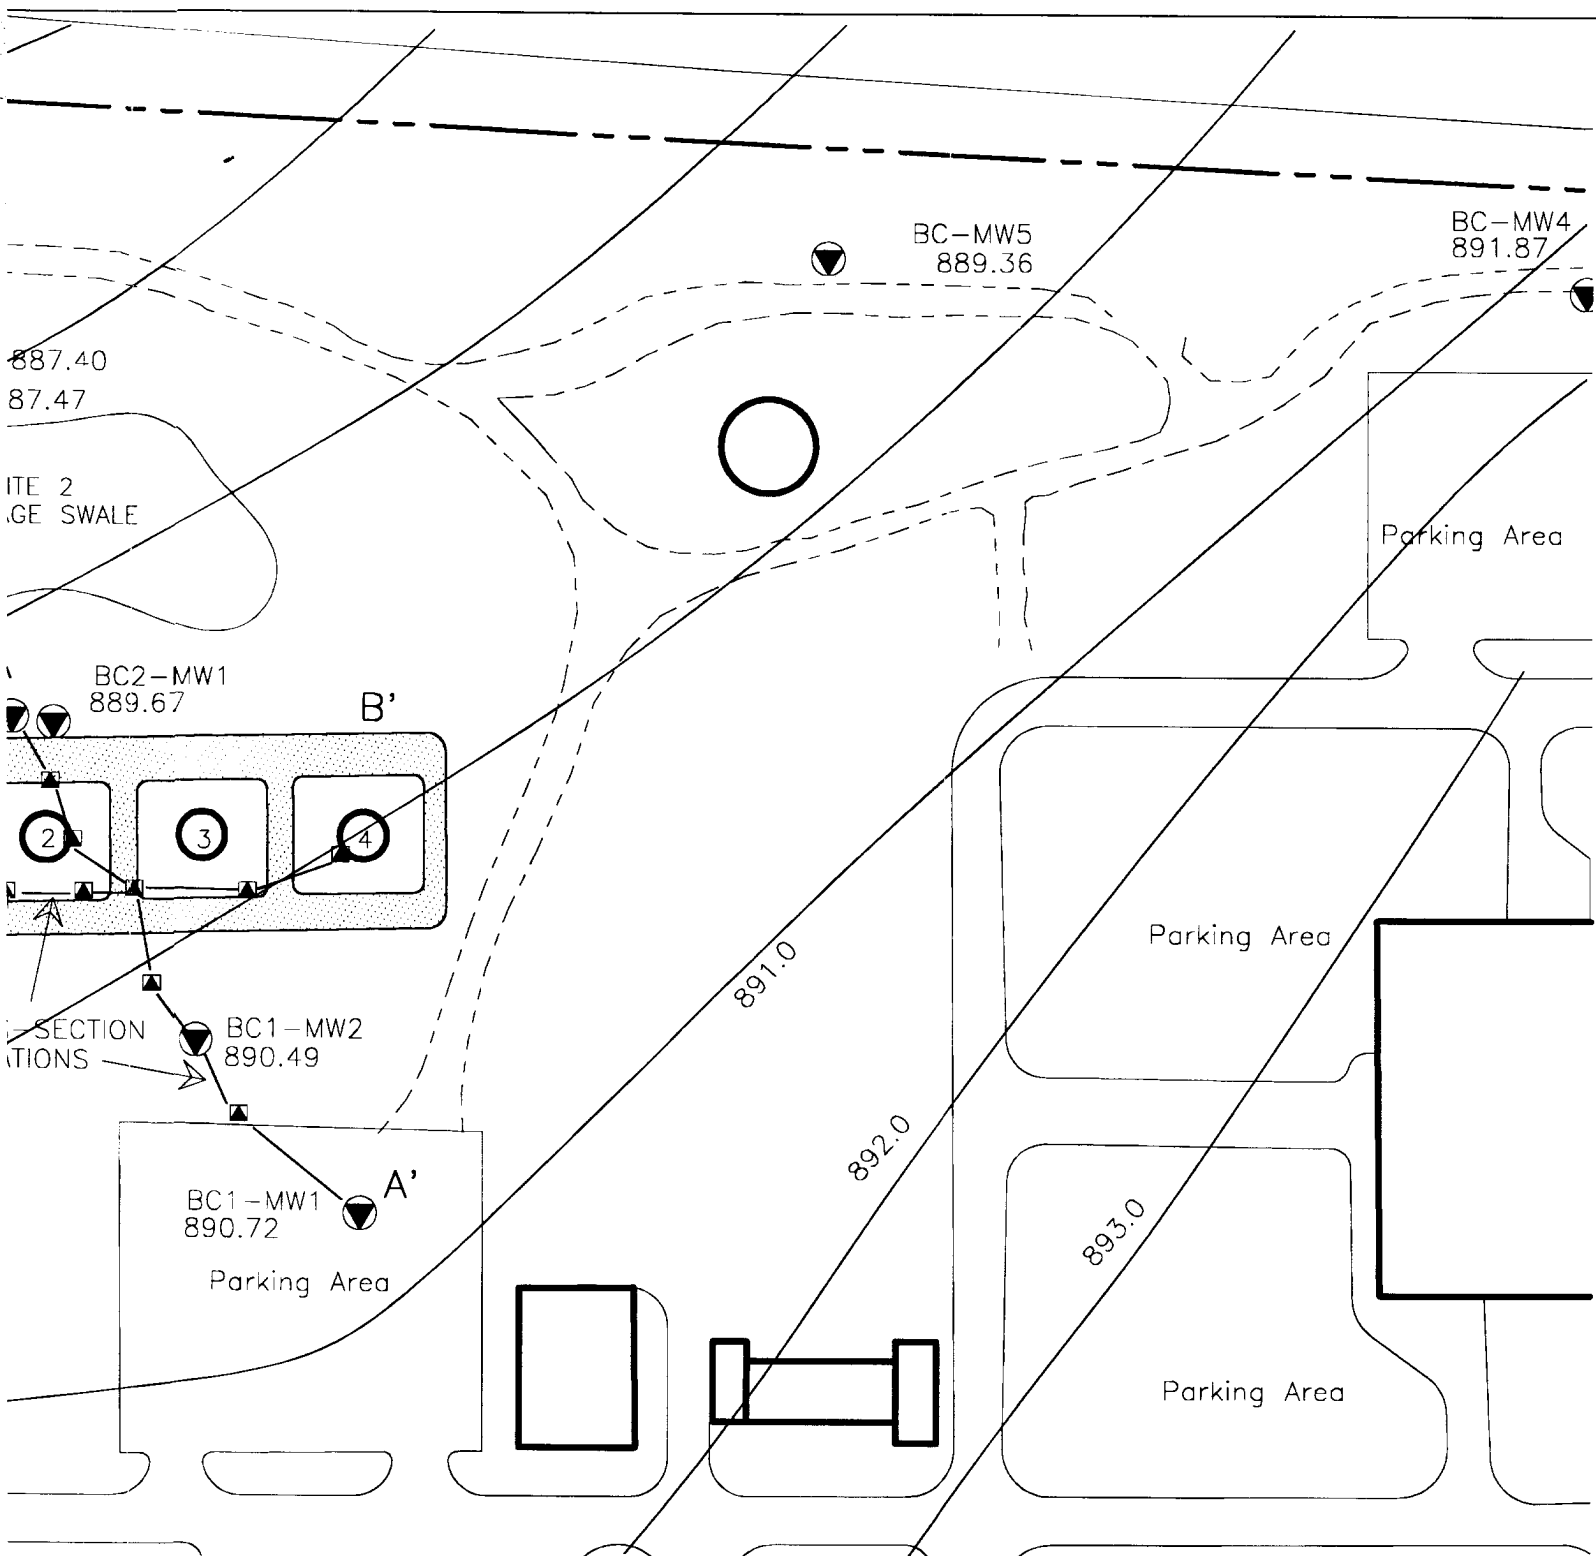 BC-MW5
889.36
BC-MW4
891.87
887.40
87.47
ITE 2
AGE SWALE
Parking Area
BC2-MW1
889.67
B'
2
3
4
Parking Area
891.0
-SECTION
ATIONS
BC1-MW2
890.49
892.0
A'
BC1-MW1
890.72
893.0
Parking Area
Parking Area